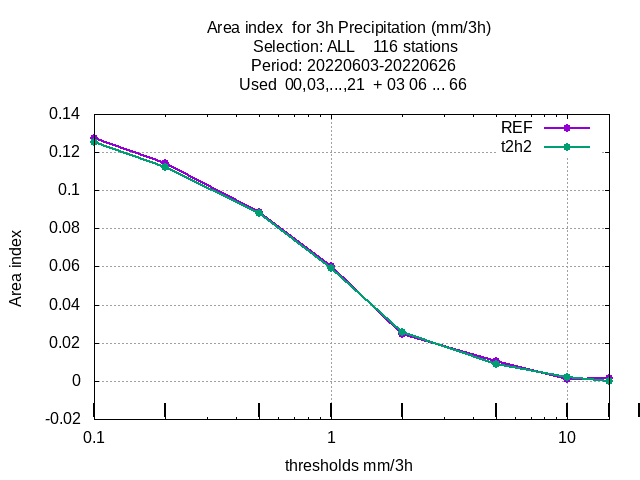 Area index  for 3h Precipitation (mm/3h)
Selection: ALL    116 stations
Period: 20220603-20220626
Used  00,03,...,21  + 03 06 ... 66
REF
t2h2
0.14
0.12
0.1
0.08
0.06
0.04
0.02
0
-0.02
Area index
0.1
1
10
thresholds mm/3h